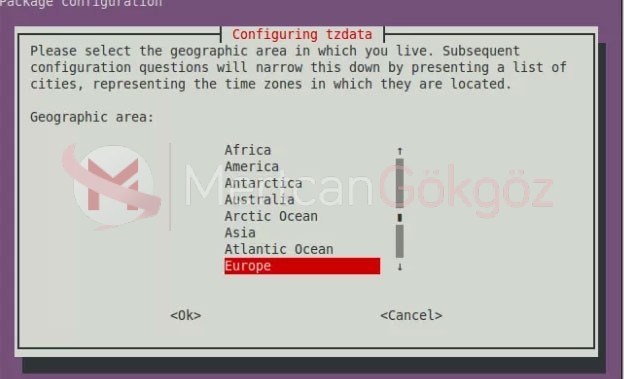 Package configuration
Configuring tzdata
Please select the geographic area in which you live. Subsequent
configuration questions will narrow this down by presenting a list of
cities, representing the time zones in which they are located.
Geographic area:
Africa
America
Antarctica
Australia
Arctic Ocean
Asia
Atlantic Ocean
Europe
M MertcanGökgöz
<Ok> <Cancel>